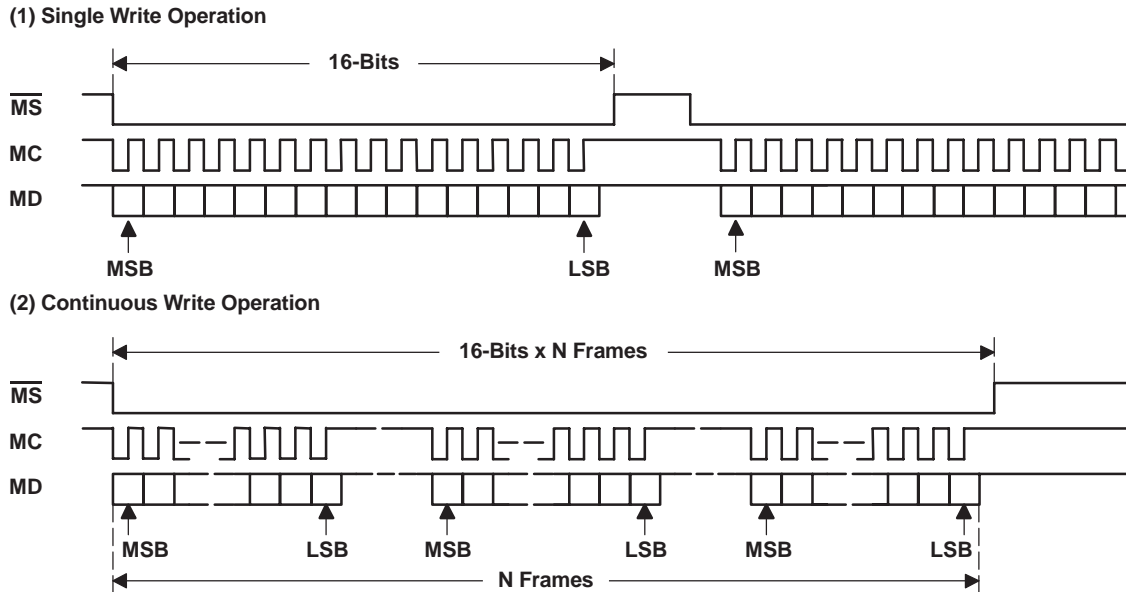 (1) Single Write Operation
16-Bits
MS
MC
MD
MSB LSB MSB
(2) Continuous Write Operation
16-Bits x N Frames
MS
MC
MD
MSB LSB MSB LSB MSB LSB
N Frames